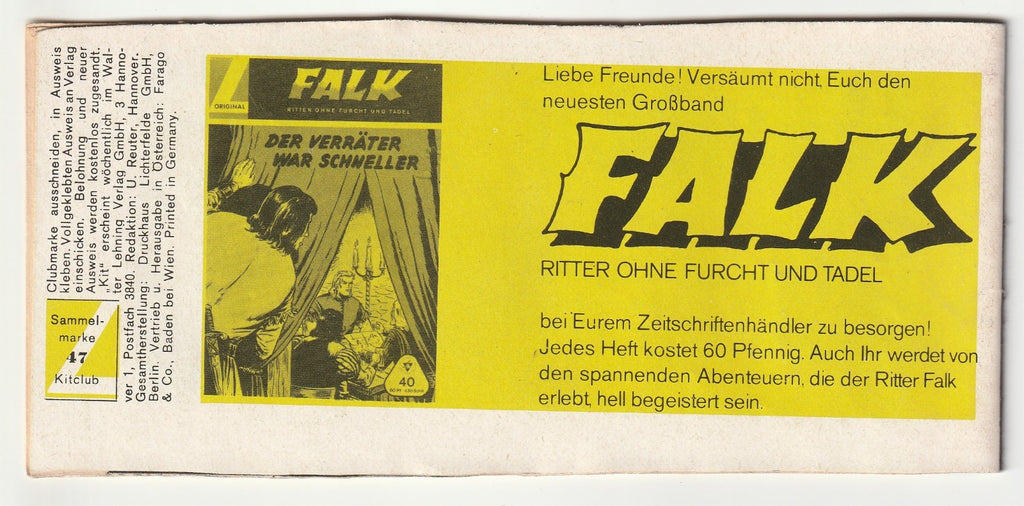 Clubmarke ausschneiden, in Ausweis
kleben. Vollgeklebten Ausweis an Verlag
einschicken. Belohnung und neuer
Ausweis werden kostenlos zugesandt.
„Kit" erscheint wöchentlich im Wal-
ter Lehning Verlag GmbH, 3 Hanno-
ver 1, Postfach 3840. Redaktion: U. Reuter, Hannover.
Gesamtherstellung: Druckhaus Lichterfelde GmbH,
Berlin. Vertrieb u. Herausgabe in Österreich: Farago
& Co., Baden bei Wien. Printed in Germany.
Sammel-
marke
47
Kitclub
ORIGINAL
FALK
RITTER OHNE FURCHT UND TADEL
DER VERRÄTER
WAR SCHNELLER
40
Liebe Freunde! Versäumt nicht, Euch den
neuesten Großband
FALK
RITTER OHNE FURCHT UND TADEL
bei Eurem Zeitschriftenhändler zu besorgen!
Jedes Heft kostet 60 Pfennig. Auch Ihr werdet von
den spannenden Abenteuern, die der Ritter Falk
erlebt, hell begeistert sein.